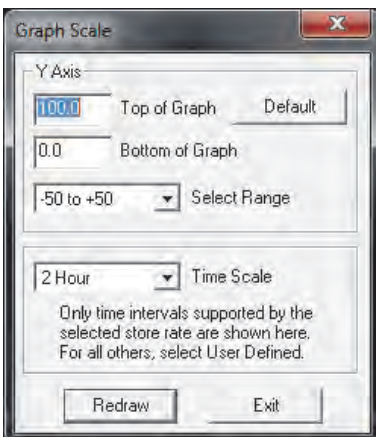 Graph Scale
Y Axis
100.0 Top of Graph Default
0.0 Bottom of Graph
-50 to +50 Select Range
2 Hour Time Scale
Only time intervals supported by the
selected store rate are shown here.
For all others, select User Defined.
Redraw Exit